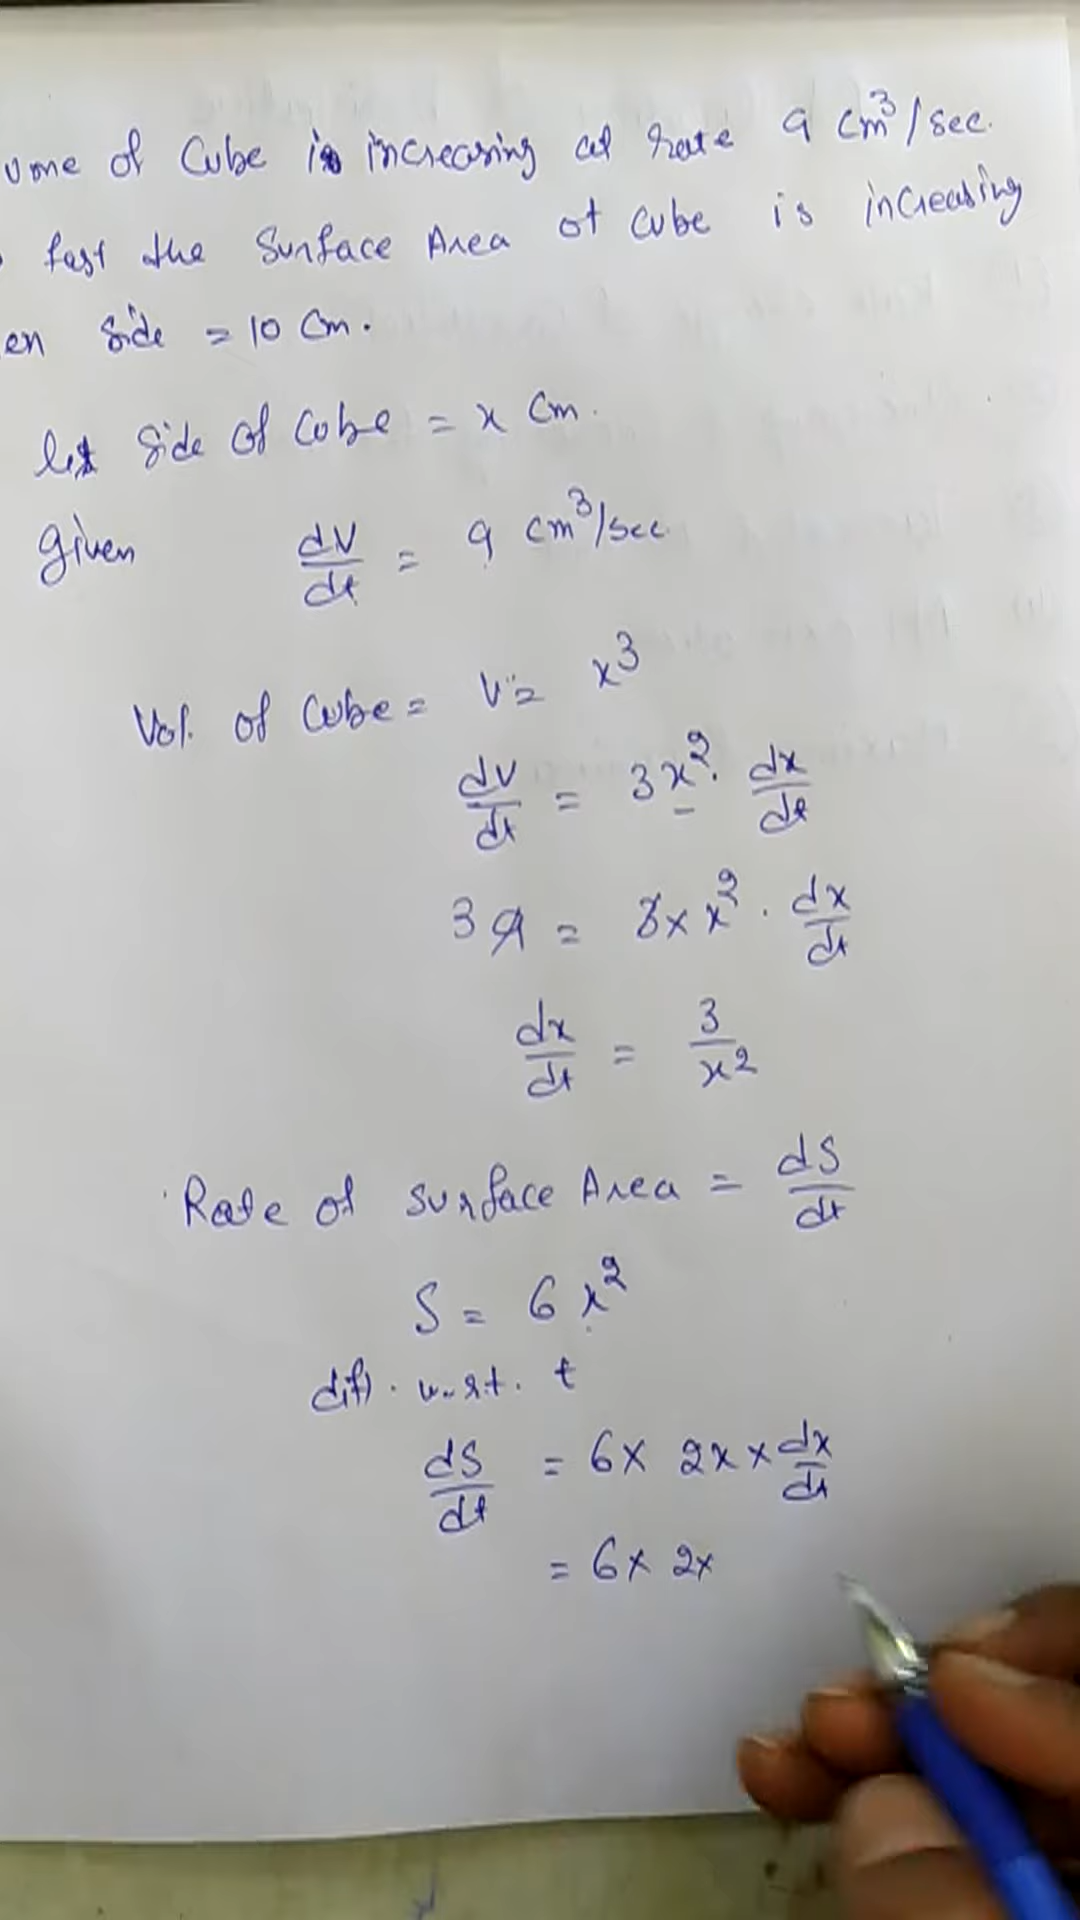 ume of Cube is increasing at rate 9 cm³/sec.
fast the Surface Area of cube is increasing
en side = 10 Cm.
let side of Cube = x Cm.
given dV/dt = 9 cm³/sec
Vol. of Cube = V = x³
dv/dt = 3x². dx/dt
3 9 = 3 × x² . dx/dt
dx/dt = 3/x²
Rate of surface Area = dS/dt
S = 6x²
diff. w.r.t. t
dS/dt = 6 × 2x × dx/dt
= 6 × 2x